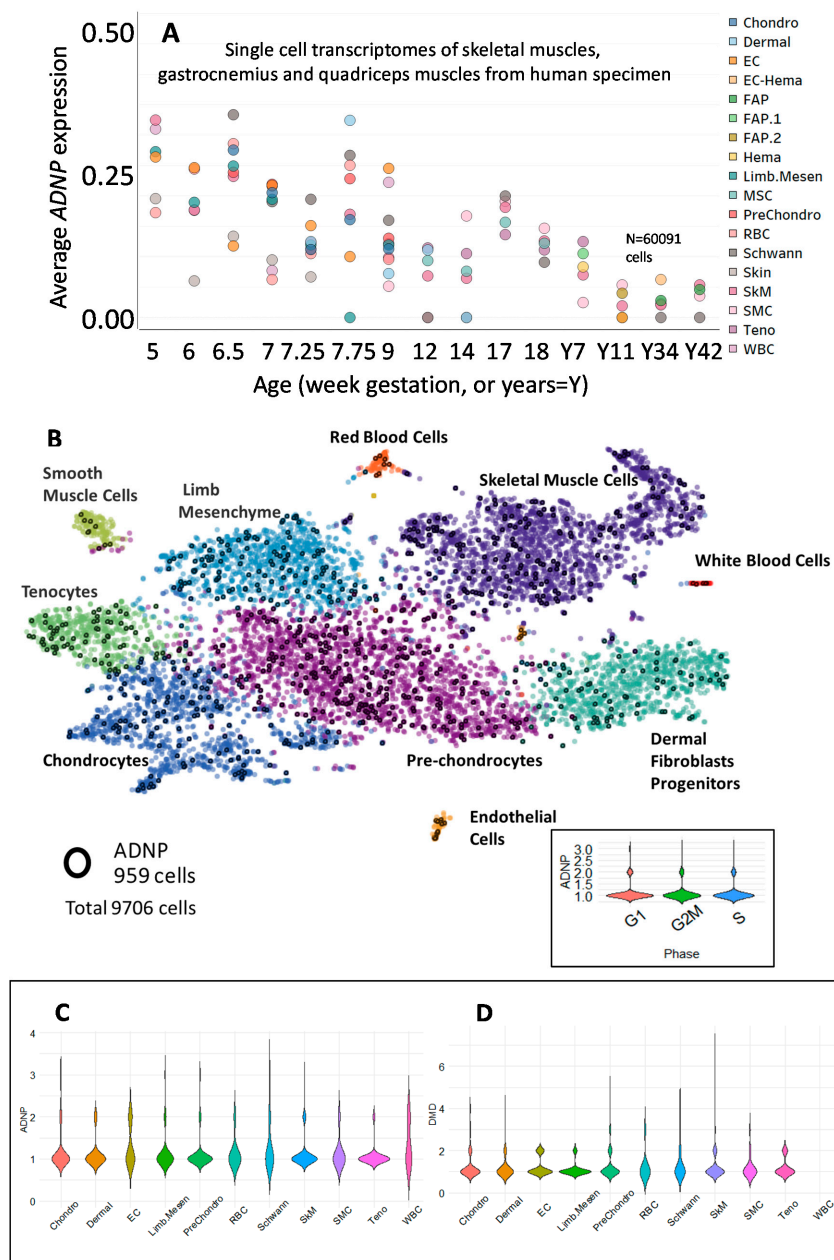 A
Single cell transcriptomes of skeletal muscles,
gastrocnemius and quadriceps muscles from human specimen
Average ADNP expression
0.50
0.25
0.00
N=60091
cells
5 6 6.5 7 7.25 7.75 9 12 14 17 18 Y7 Y11 Y34 Y42
Age (week gestation, or years=Y)
Chondro
Dermal
EC
EC-Hema
FAP
FAP.1
FAP.2
Hema
Limb.Mesen
MSC
PreChondro
RBC
Schwann
Skin
SkM
SMC
Teno
WBC
B
Red Blood Cells
Smooth
Muscle Cells
Limb
Mesenchyme
Skeletal Muscle Cells
White Blood Cells
Tenocytes
Chondrocytes
Pre-chondrocytes
Dermal
Fibroblasts
Progenitors
Endothelial
Cells
ADNP
959 cells
Total 9706 cells
ADNP
3.0
2.5
2.0
1.5
1.0
G1 G2M S
Phase
C
ADNP
4
3
2
1
0
Chondro Dermal EC Limb.Mesen PreChondro RBC Schwann SkM SMC Teno WBC
D
DMD
6
4
2
0
Chondro Dermal EC Limb.Mesen PreChondro RBC Schwann SkM SMC Teno WBC